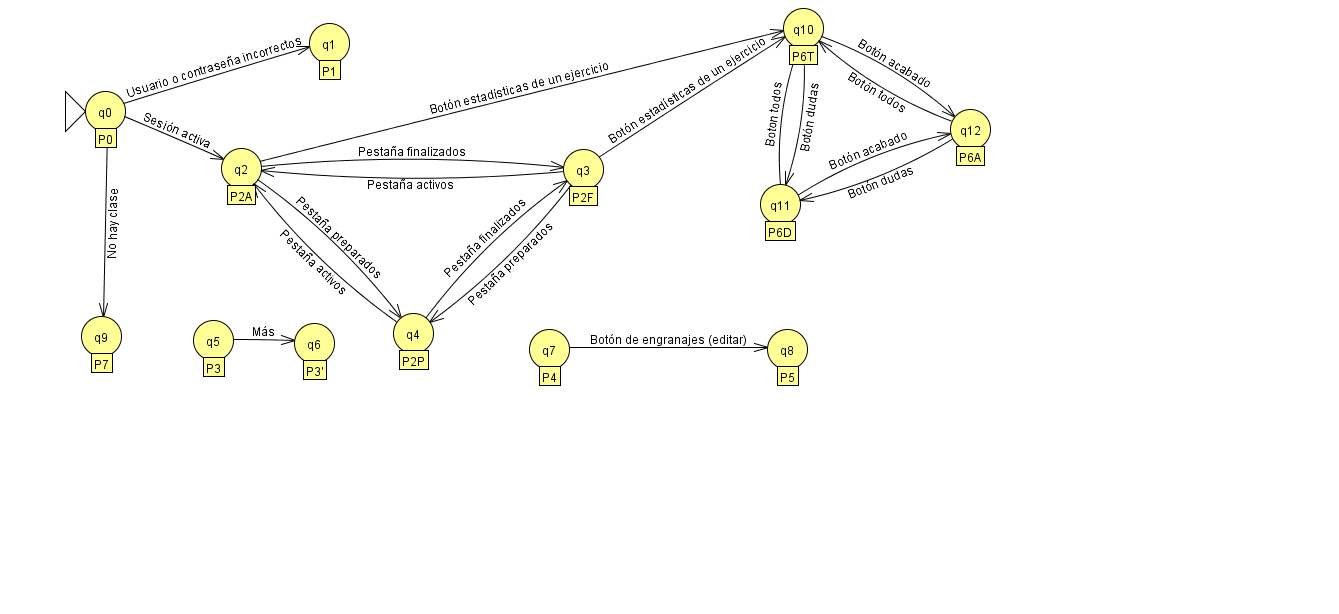 q10
P6T
q1
P1
Usuario o contraseña incorrectos
Botón acabado
Botón estadísticas de un ejercicio
Botón estadísticas de un ejercicio
Botón todos
q0
P0
Sesión activa
Boton todos
Botón dudas
q12
P6A
Pestaña finalizados
Botón acabado
q2
P2A
q3
P2F
Pestaña activos
Botón dudas
q11
P6D
No hay clase
Pestaña preparados
Pestaña activos
Pestaña finalizados
Pestaña preparados
q9
P7
q5
P3
Más
q6
P3'
q4
P2P
q7
P4
Botón de engranajes (editar)
q8
P5